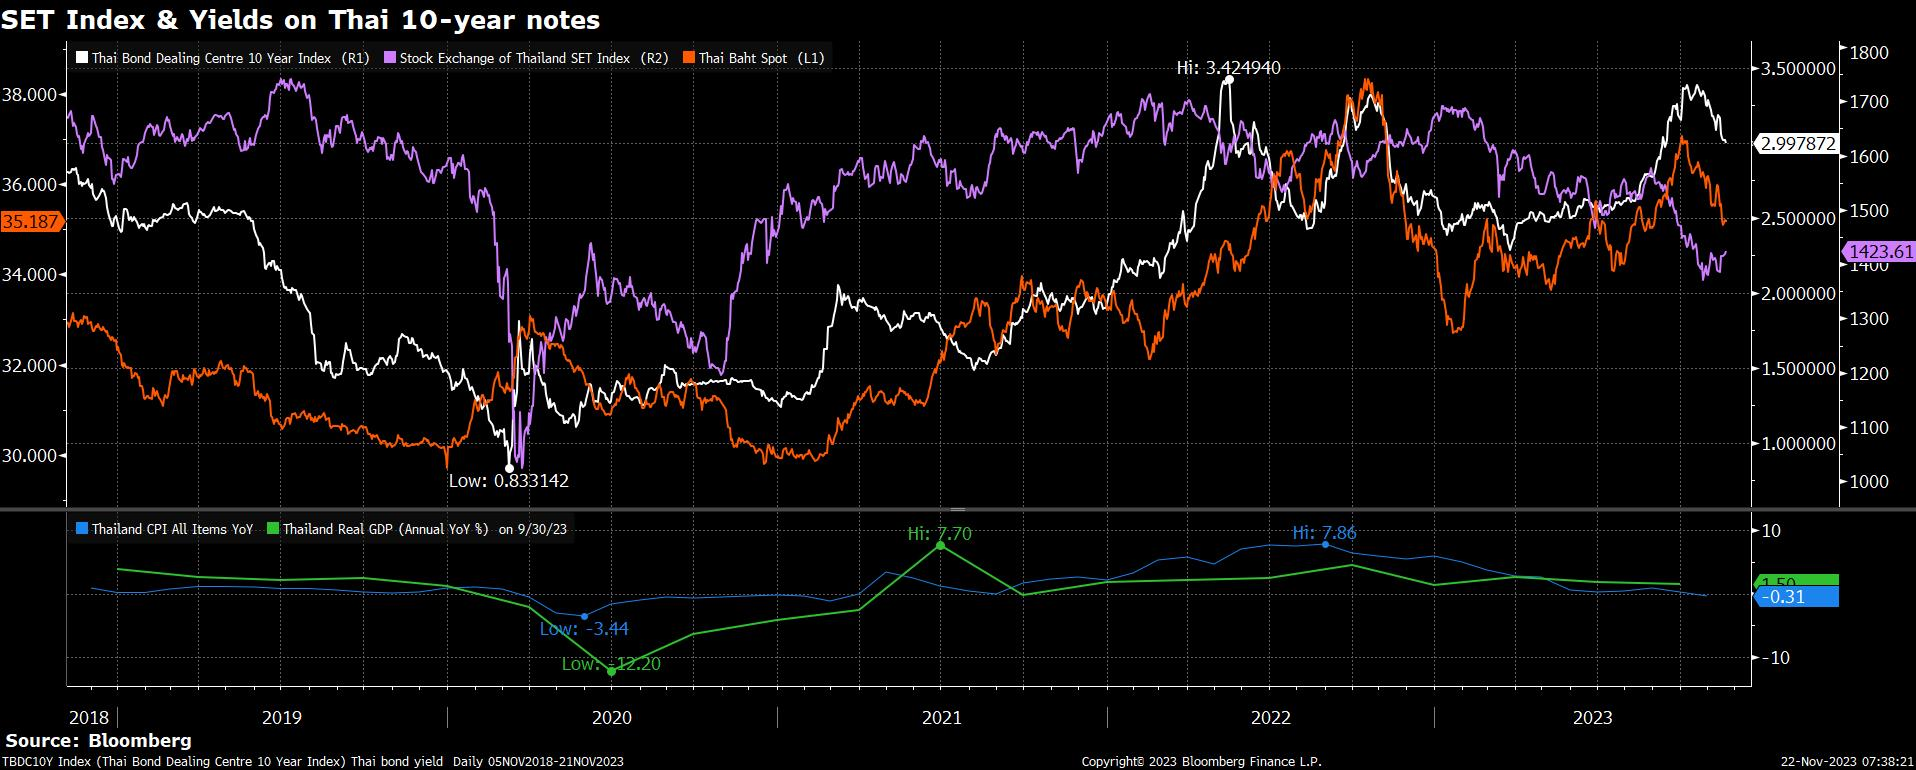 SET Index & Yields on Thai 10-year notes
Thai Bond Dealing Centre 10 Year Index (R1) Stock Exchange of Thailand SET Index (R2) Thai Baht Spot (L1)
Hi: 3.424940
38.000
36.000
35.187
34.000
32.000
30.000
3.500000
2.997872
2.500000
2.000000
1.500000
1.000000
1800
1700
1600
1500
1423.61
1400
1300
1200
1100
1000
Low: 0.833142
Thailand CPI All Items YoY Thailand Real GDP (Annual YoY %) on 9/30/23
Hi: 7.70
Hi: 7.86
Low: -3.44
Low: -12.20
10
1.50
-0.31
-10
2018 2019 2020 2021 2022 2023
Source: Bloomberg
TBDC10Y Index (Thai Bond Dealing Centre 10 Year Index) Thai bond yield Daily 05NOV2018-21NOV2023 Copyright© 2023 Bloomberg Finance L.P. 22-Nov-2023 07:38:21